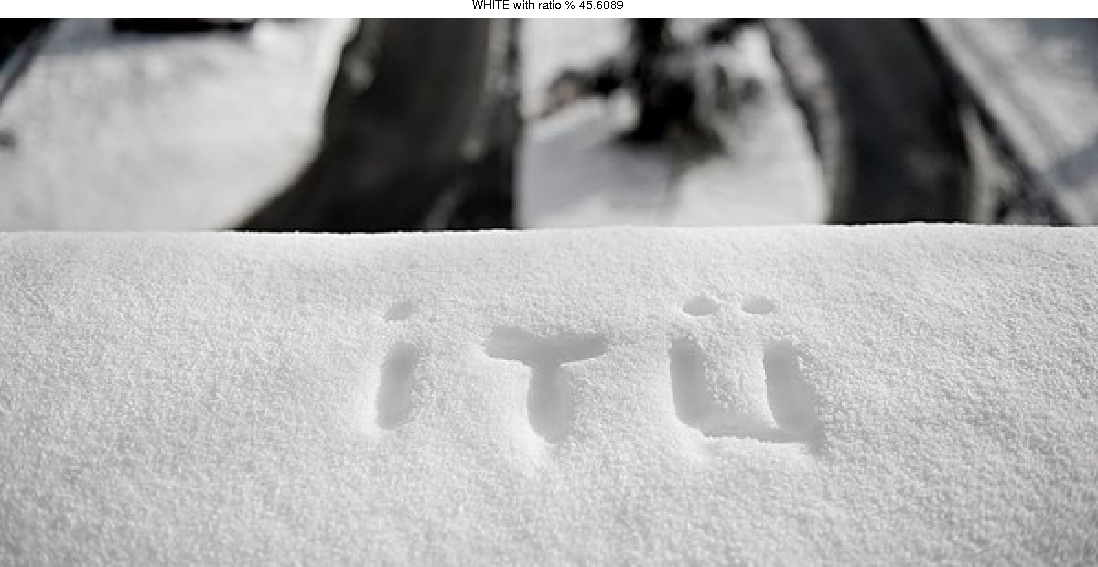 WHITE with ratio % 45.6089
İTÜ